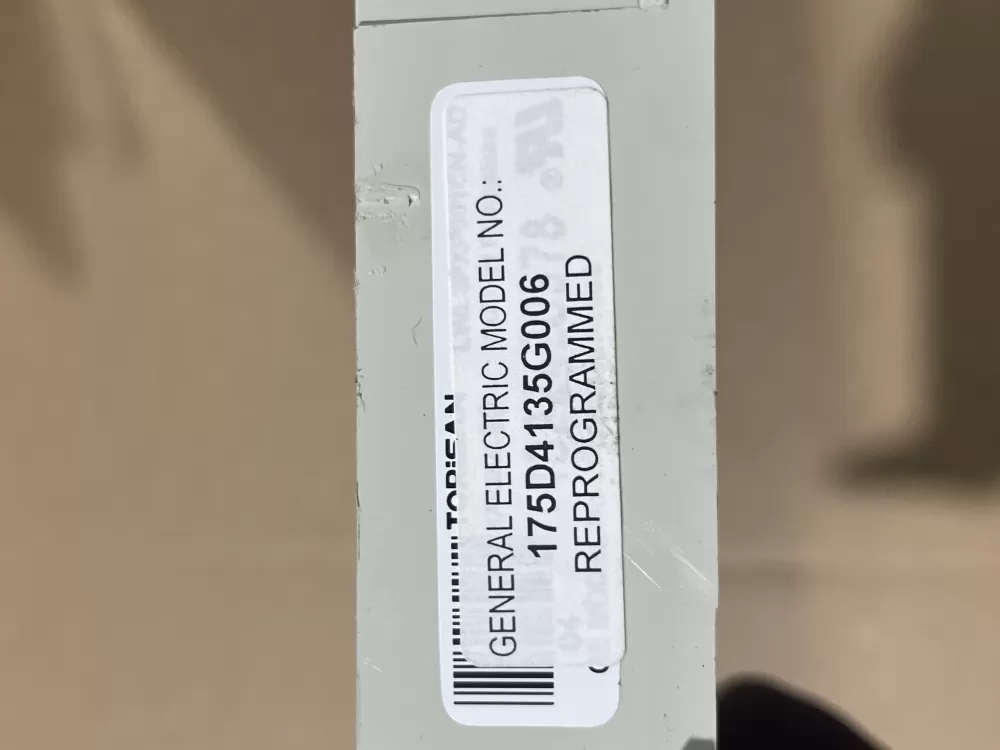 TORiSAN
GENERAL ELECTRIC MODEL NO.:
175D4135G006
REPROGRAMMED